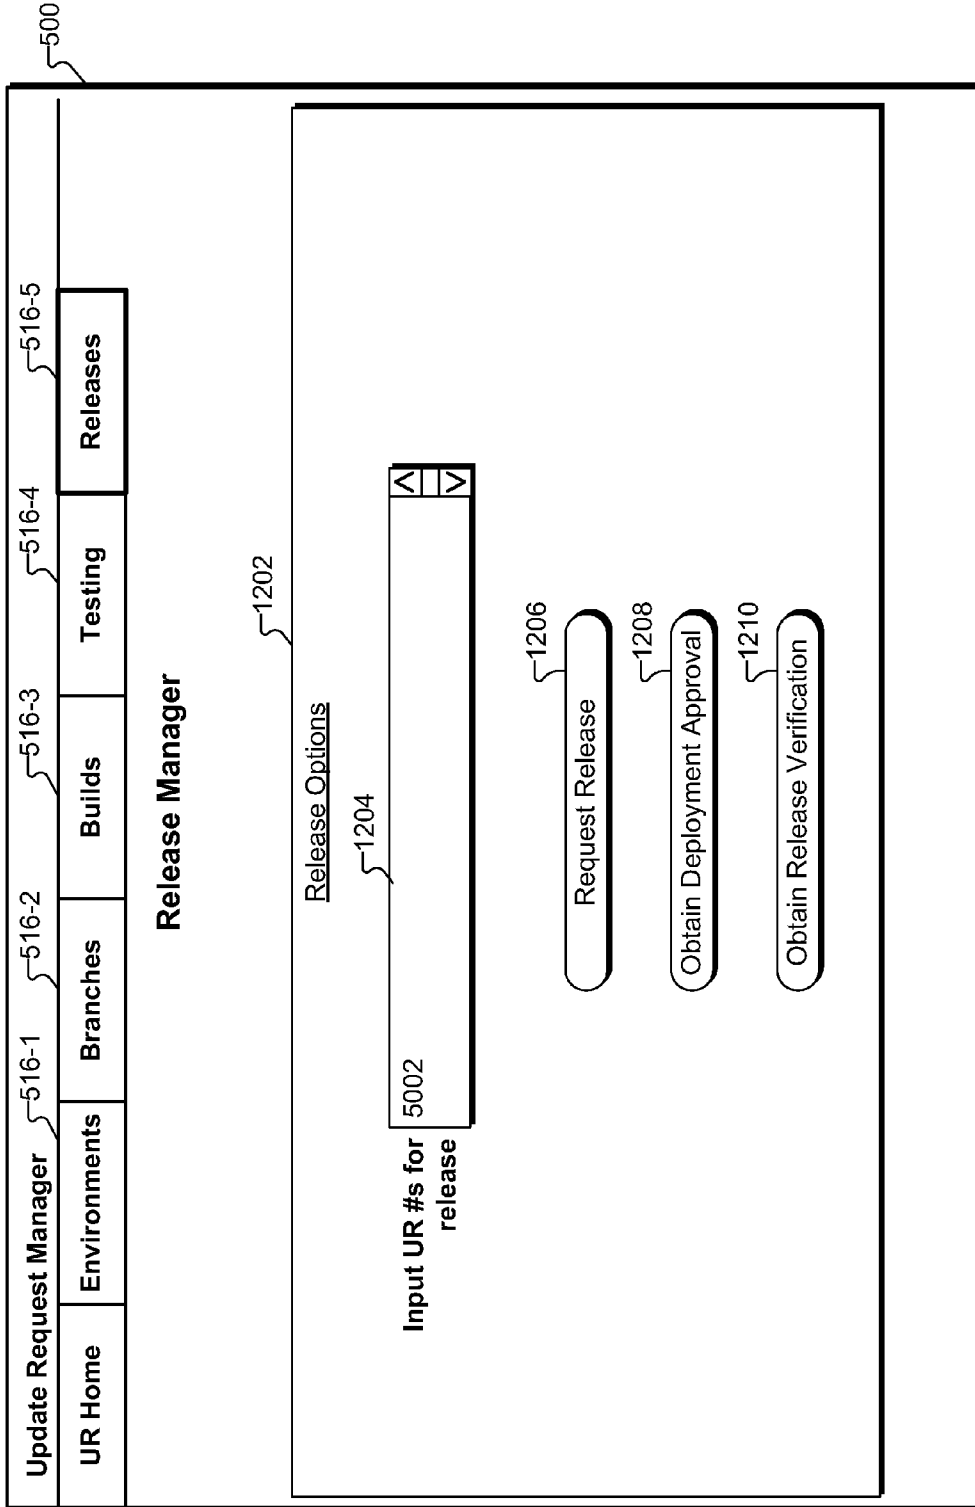 500
Update Request Manager
516-1
516-2
516-3
516-4
516-5
UR Home
Environments
Branches
Builds
Testing
Releases
Release Manager
1202
Release Options
1204
Input UR #s for
release
5002
1206
Request Release
1208
Obtain Deployment Approval
1210
Obtain Release Verification